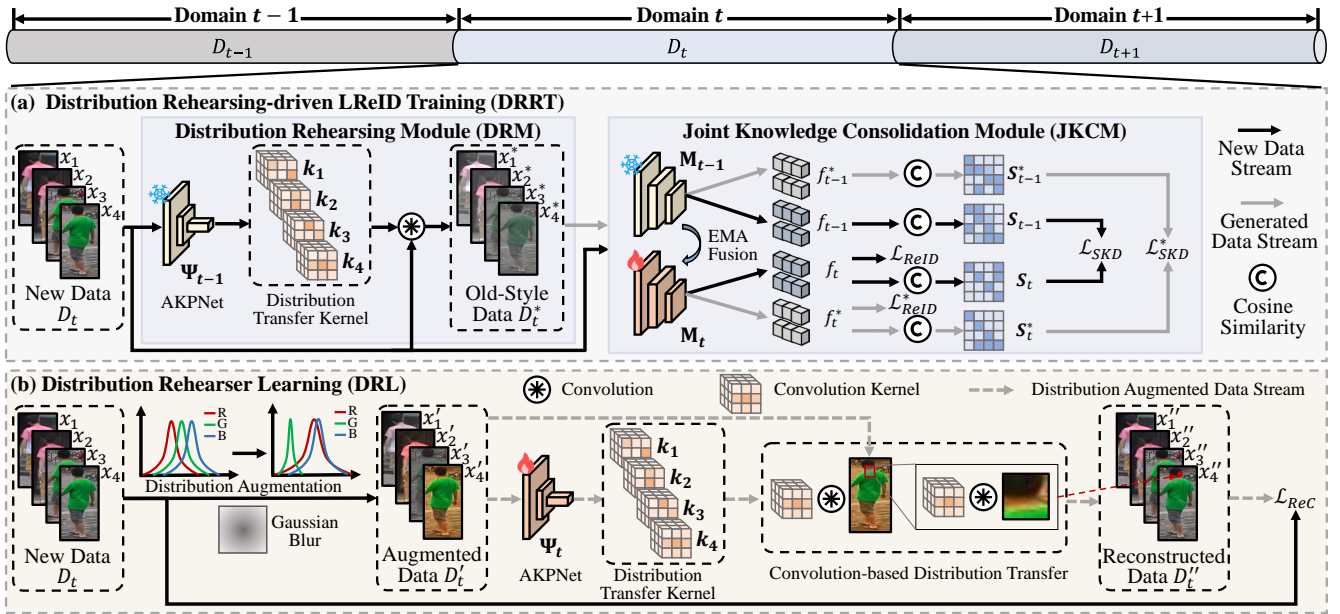 Domain t − 1
Domain t
Domain t+1
D_{t−1}
D_t
D_{t+1}
(a) Distribution Rehearsing-driven LReID Training (DRRT)
Distribution Rehearsing Module (DRM)
Joint Knowledge Consolidation Module (JKCM)
x_1
x_2
x_3
x_4
New Data
D_t
Ψ_{t−1}
AKPNet
k_1
k_2
k_3
k_4
Distribution
Transfer Kernel
x_1^*
x_2^*
x_3^*
x_4^*
Old-Style
Data D_t^*
M_{t−1}
EMA
Fusion
M_t
f_{t−1}^*
f_{t−1}
f_t
f_t^*
ℒ_{ReID}
ℒ_{ReID}^*
C
C
C
C
S_{t−1}^*
S_{t−1}
S_t
S_t^*
ℒ_{SKD}
ℒ_{SKD}^*
New Data
Stream
Generated
Data Stream
C
Cosine
Similarity
(b) Distribution Rehearser Learning (DRL)
Convolution
Convolution Kernel
Distribution Augmented Data Stream
x_1
x_2
x_3
x_4
New Data
D_t
R
G
B
R
G
B
Distribution Augmentation
Gaussian
Blur
x_1′
x_2′
x_3′
x_4′
Augmented
Data D_t′
Ψ_t
AKPNet
k_1
k_2
k_3
k_4
Distribution
Transfer Kernel
Convolution-based Distribution Transfer
x_1′′
x_2′′
x_3′′
x_4′′
Reconstructed
Data D_t′′
ℒ_{ReC}